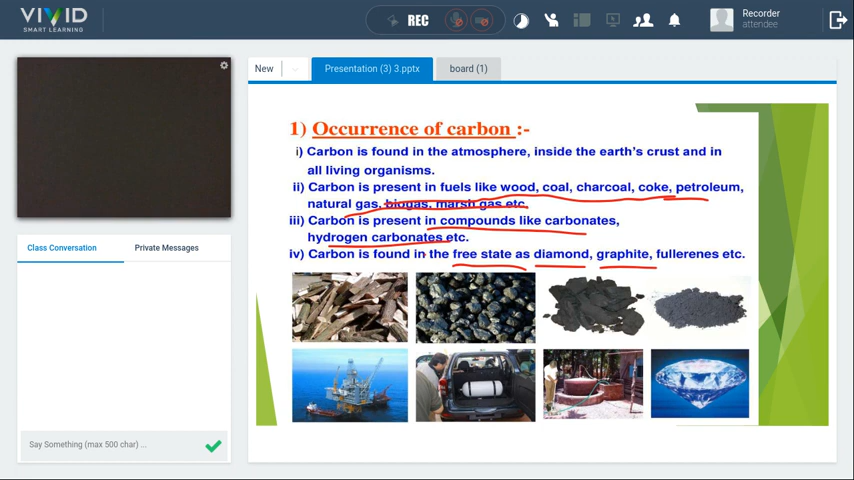 VIVID
SMART LEARNING
REC
Recorder
attendee
New
Presentation (3) 3.pptx
board (1)
1) Occurrence of carbon :-
i) Carbon is found in the atmosphere, inside the earth's crust and in
all living organisms.
ii) Carbon is present in fuels like wood, coal, charcoal, coke, petroleum,
natural gas, biogas, marsh gas etc.
iii) Carbon is present in compounds like carbonates,
hydrogen carbonates etc.
iv) Carbon is found in the free state as diamond, graphite, fullerenes etc.
Class Conversation
Private Messages
Say Something (max 500 char) ...